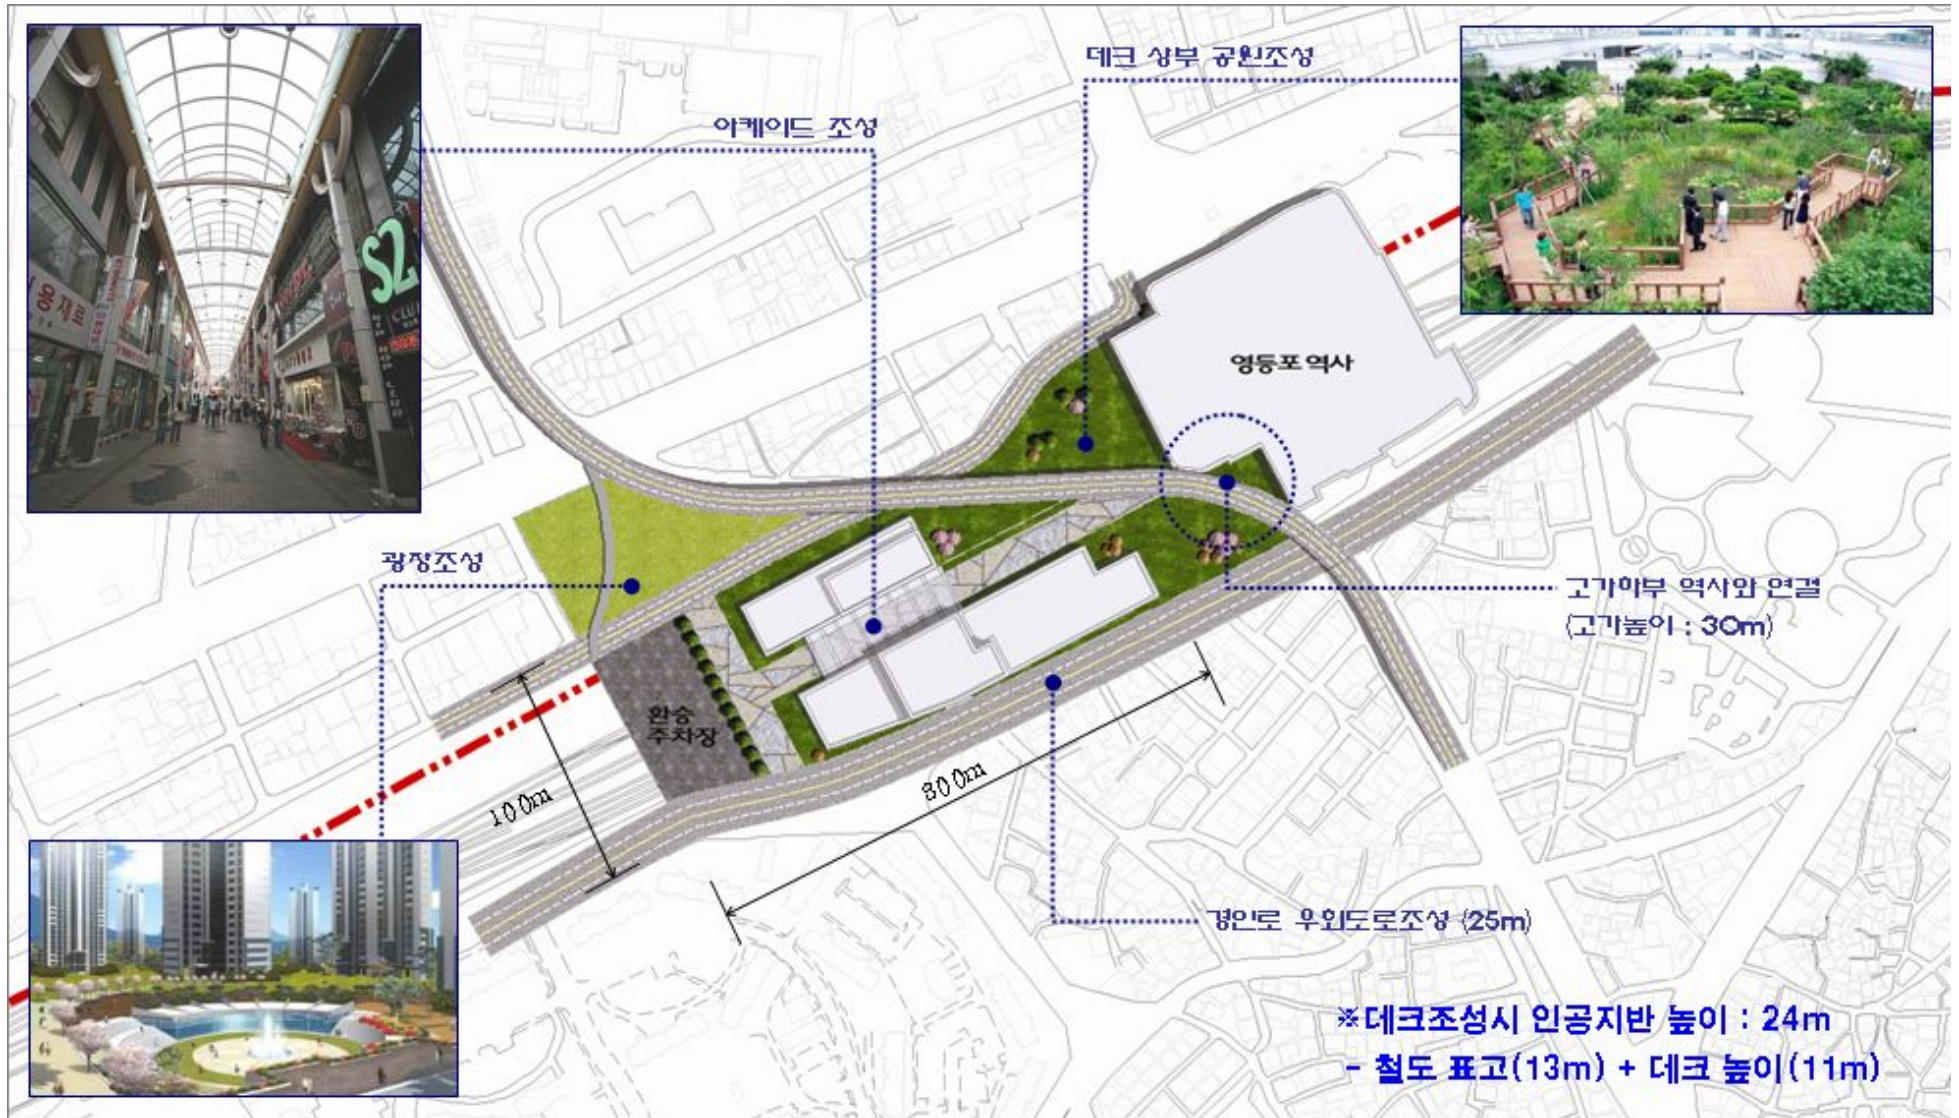 데크 상부 공원조성
아케이드 조성
S2
영등포 역사
광장조성
고가하부 역사와 연결
(고가높이 : 30m)
환승
주차장
100m
300m
경인로 우회도로조성 (25m)
※데크조성시 인공지반 높이 : 24m
- 철도 표고(13m) + 데크 높이(11m)